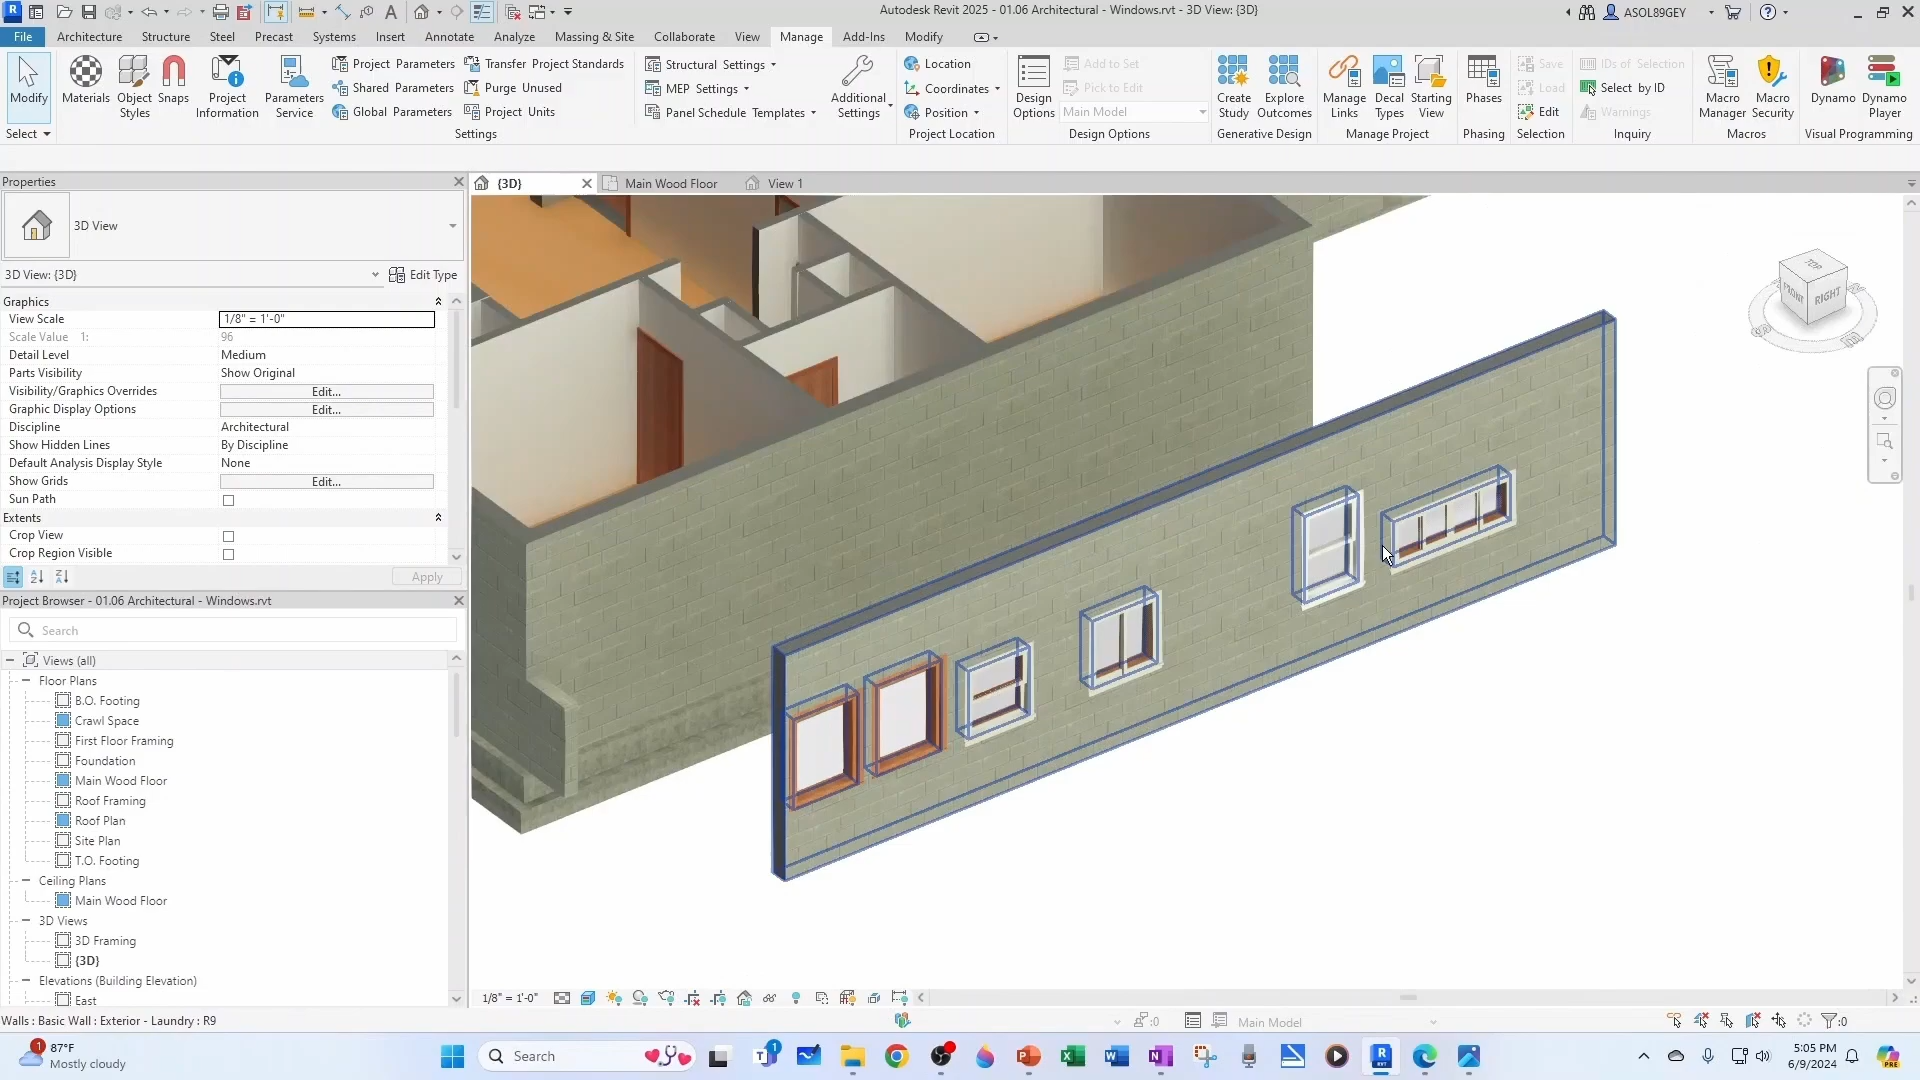 Autodesk Revit 2025 - 01.06 Architectural - Windows.rvt - 3D View: {3D}
ASOL89GEY
File Architecture Structure Steel Precast Systems Insert Annotate Analyze Massing & Site Collaborate View Manage Add-Ins Modify
Modify
Materials
Object Styles
Snaps
Project Information
Parameters Service
Project Parameters
Shared Parameters
Global Parameters
Transfer Project Standards
Purge Unused
Project Units
Structural Settings
MEP Settings
Panel Schedule Templates
Additional Settings
Location
Coordinates
Position
Design Options
Add to Set
Pick to Edit
Main Model
Create Study
Explore Outcomes
Manage Links
Decal Types
Starting View
Phases
Save
Load
Edit
IDs of Selection
Select by ID
Warnings
Macro Manager
Macro Security
Dynamo
Dynamo Player
Select Settings Project Location Design Options Generative Design Manage Project Phasing Selection Inquiry Macros Visual Programming
Properties
3D View
3D View: {3D} Edit Type
Graphics
View Scale 1/8" = 1'-0"
Scale Value 1: 96
Detail Level Medium
Parts Visibility Show Original
Visibility/Graphics Overrides Edit...
Graphic Display Options Edit...
Discipline Architectural
Show Hidden Lines By Discipline
Default Analysis Display Style None
Show Grids Edit...
Sun Path
Extents
Crop View
Crop Region Visible
Apply
Project Browser - 01.06 Architectural - Windows.rvt
Search
Views (all)
Floor Plans
B.O. Footing
Crawl Space
First Floor Framing
Foundation
Main Wood Floor
Roof Framing
Roof Plan
Site Plan
T.O. Footing
Ceiling Plans
Main Wood Floor
3D Views
3D Framing
{3D}
Elevations (Building Elevation)
East
{3D} Main Wood Floor View 1
TOP
FRONT
RIGHT
1/8" = 1'-0"
Walls : Basic Wall : Exterior - Laundry : R9
:0
Main Model
:0
1
87°F
Mostly cloudy
Search
1
5:05 PM
6/9/2024
PRE